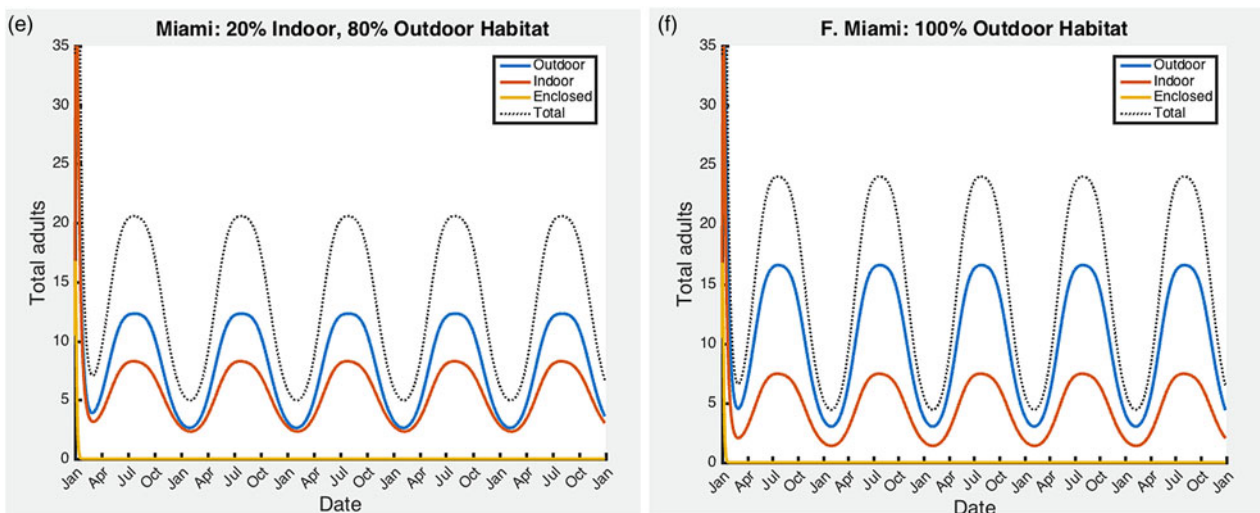 (e)
Miami: 20% Indoor, 80% Outdoor Habitat
35
30
25
20
15
10
5
0
Total adults
Outdoor
Indoor
Enclosed
Total
Jan Apr Jul Oct Jan Apr Jul Oct Jan Apr Jul Oct Jan Apr Jul Oct Jan Apr Jul Oct Jan
Date
(f)
F. Miami: 100% Outdoor Habitat
35
30
25
20
15
10
5
0
Total adults
Outdoor
Indoor
Enclosed
Total
Jan Apr Jul Oct Jan Apr Jul Oct Jan Apr Jul Oct Jan Apr Jul Oct Jan Apr Jul Oct Jan
Date